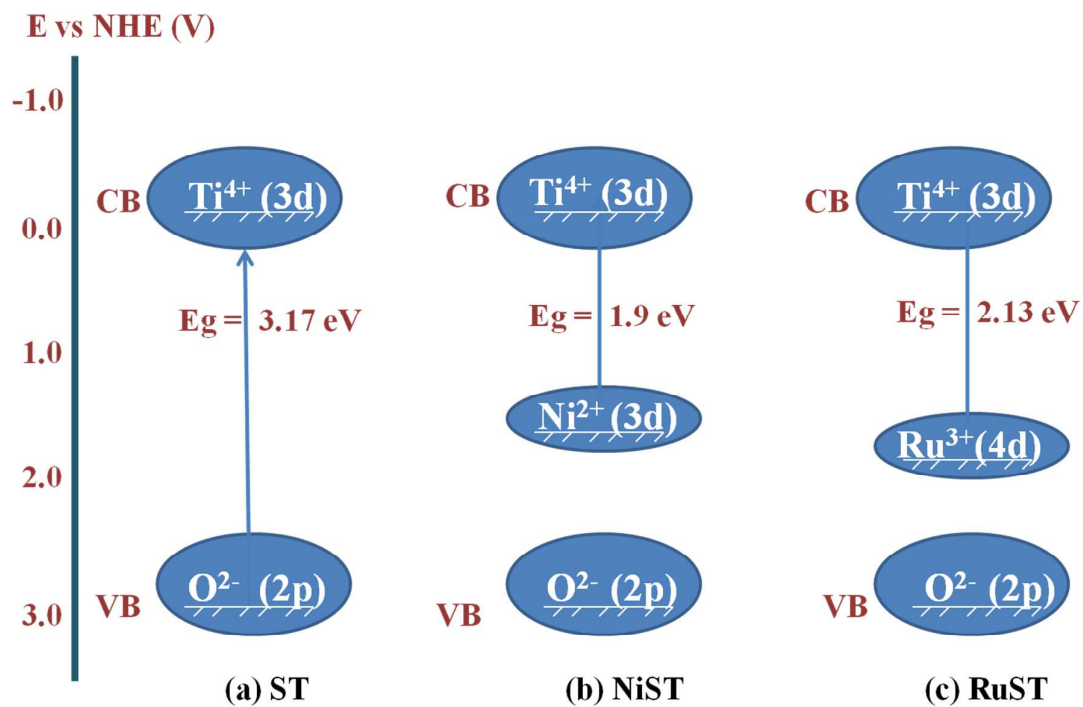 E vs NHE (V)
-1.0
0.0
1.0
2.0
3.0
CB
Ti⁴⁺ (3d)
Eg = 3.17 eV
VB
O²⁻ (2p)
(a) ST
CB
Ti⁴⁺ (3d)
Eg = 1.9 eV
Ni²⁺ (3d)
VB
O²⁻ (2p)
(b) NiST
CB
Ti⁴⁺ (3d)
Eg = 2.13 eV
Ru³⁺(4d)
VB
O²⁻ (2p)
(c) RuST